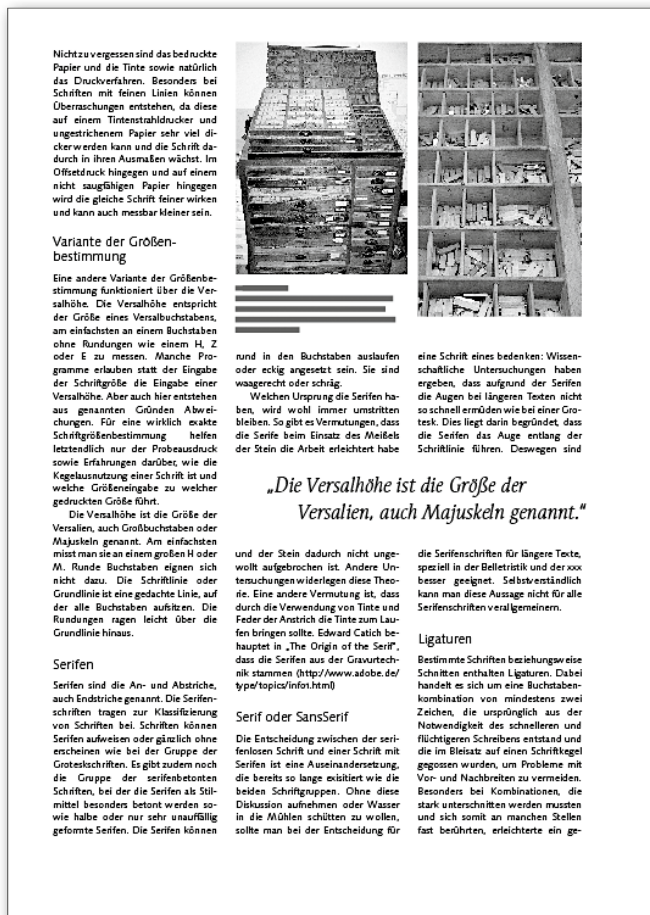 Nicht zu vergessen sind das bedruckte
Papier und die Tinte sowie natürlich
das Druckverfahren. Besonders bei
Schriften mit feinen Linien können
Überraschungen entstehen, da diese
auf einem Tintenstrahldrucker und
ungestrichenem Papier sehr viel di-
cker werden kann und die Schrift da-
durch in ihren Ausmaßen wächst. Im
Offsetdruck hingegen und auf einem
nicht saugfähigen Papier hingegen
wird die gleiche Schrift feiner wirken
und kann auch messbar kleiner sein.
Variante der Größen-
bestimmung
Eine andere Variante der Größenbe-
stimmung funktioniert über die Ver-
salhöhe. Die Versalhöhe entspricht
der Größe eines Versalbuchstabens,
am einfachsten an einem Buchstaben
ohne Rundungen wie einem H, Z
oder E zu messen. Manche Pro-
gramme erlauben statt der Eingabe
der Schriftgröße die Eingabe einer
Versalhöhe. Aber auch hier entstehen
aus genannten Gründen Abwei-
chungen. Für eine wirklich exakte
Schriftgrößenbestimmung helfen
letztendlich nur der Probeausdruck
sowie Erfahrungen darüber, wie die
Kegelausnutzung einer Schrift ist und
welche Größeneingabe zu welcher
gedruckten Größe führt.
Die Versalhöhe ist die Größe der
Versalien, auch Großbuchstaben oder
Majuskeln genannt. Am einfachsten
misst man sie an einem großen H oder
M. Runde Buchstaben eignen sich
nicht dazu. Die Schriftlinie oder
Grundlinie ist eine gedachte Linie, auf
der alle Buchstaben aufsitzen. Die
Rundungen ragen leicht über die
Grundlinie hinaus.
Serifen
Serifen sind die An- und Abstriche,
auch Endstriche genannt. Die Serifen-
schriften tragen zur Klassifizierung
von Schriften bei. Schriften können
Serifen aufweisen oder gänzlich ohne
erscheinen wie bei der Gruppe der
Groteskschriften. Es gibt zudem noch
die Gruppe der serifenbetonten
Schriften, bei der die Serifen als Stil-
mittel besonders betont werden so-
wie halbe oder nur sehr unauffällig
geformte Serifen. Die Serifen können
rund in den Buchstaben auslaufen
oder eckig angesetzt sein. Sie sind
waagerecht oder schräg.
Welchen Ursprung die Serifen ha-
ben, wird wohl immer umstritten
bleiben. So gibt es Vermutungen, dass
die Serife beim Einsatz des Meißels
der Stein die Arbeit erleichtert habe
„Die Versalhöhe ist die Größe der
Versalien, auch Majuskeln genannt.“
und der Stein dadurch nicht unge-
wollt aufgebrochen ist. Andere Un-
tersuchungen widerlegen diese Theo-
rie. Eine andere Vermutung ist, dass
durch die Verwendung von Tinte und
Feder der Anstrich die Tinte zum Lau-
fen bringen sollte. Edward Catich be-
hauptet in „The Origin of the Serif“,
dass die Serifen aus der Gravurtech-
nik stammen (http://www.adobe.de/
type/topics/info1.html)
Serif oder SansSerif
Die Entscheidung zwischen der seri-
fenlosen Schrift und einer Schrift mit
Serifen ist eine Auseinandersetzung,
die bereits so lange exisitiert wie die
beiden Schriftgruppen. Ohne diese
Diskussion aufnehmen oder Wasser
in die Mühlen schütten zu wollen,
sollte man bei der Entscheidung für
eine Schrift eines bedenken: Wissen-
schaftliche Untersuchungen haben
ergeben, dass aufgrund der Serifen
die Augen bei längeren Texten nicht
so schnell ermüden wie bei einer Gro-
tesk. Dies liegt darin begründet, dass
die Serifen das Auge entlang der
Schriftlinie führen. Deswegen sind
die Serifenschriften für längere Texte,
speziell in der Belletristik und der xxx
besser geeignet. Selbstverständlich
kann man diese Aussage nicht für alle
Serifenschriften verallgemeinern.
Ligaturen
Bestimmte Schriften beziehungsweise
Schnitten enthalten Ligaturen. Dabei
handelt es sich um eine Buchstaben-
kombination von mindestens zwei
Zeichen, die ursprünglich aus der
Notwendigkeit des schnelleren und
flüchtigeren Schreibens entstand und
die im Bleisatz auf einen Schriftkegel
gegossen wurden, um Probleme mit
Vor- und Nachbreiten zu vermeiden.
Besonders bei Kombinationen, die
stark unterschnitten werden mussten
und sich somit an manchen Stellen
fast berührten, erleichterte ein ge-